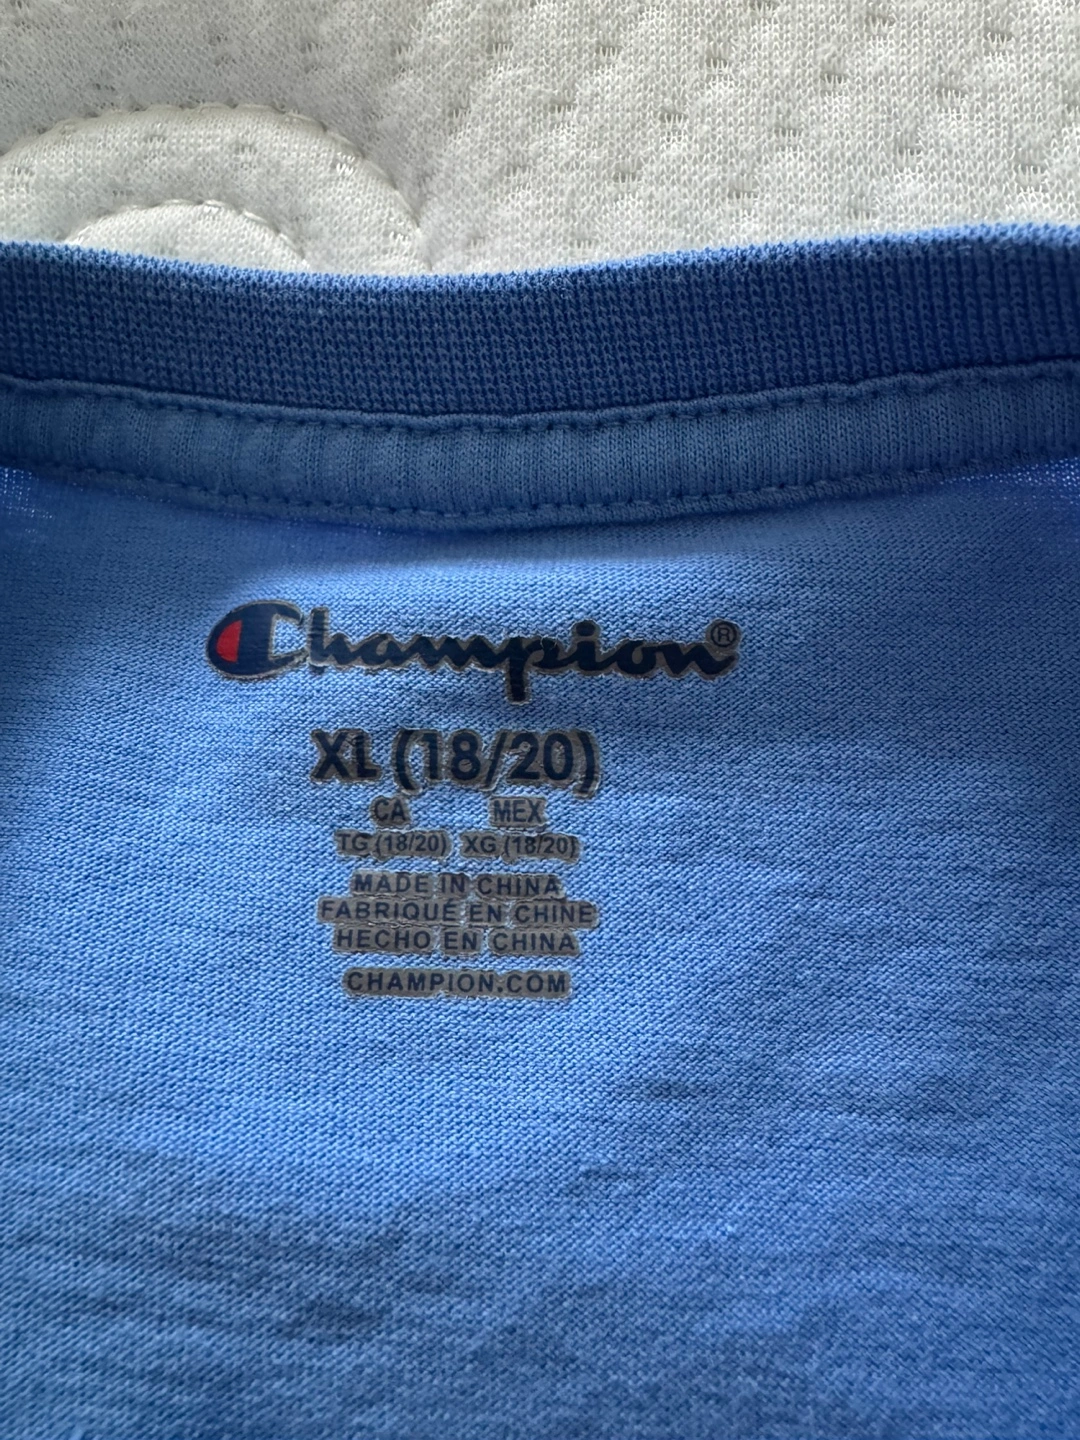 Champion®
XL (18/20)
CA MEX
TG (18/20) XG (18/20)
MADE IN CHINA
FABRIQUÉ EN CHINE
HECHO EN CHINA
CHAMPION.COM